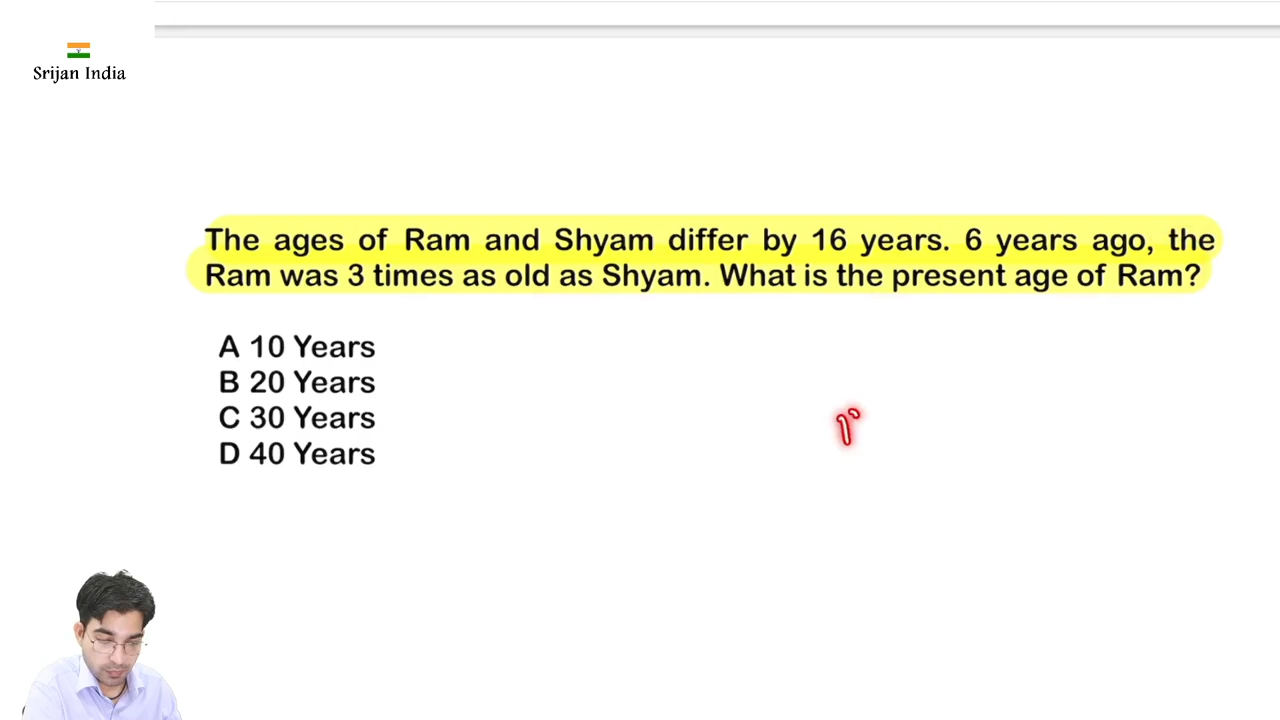 Srijan India
The ages of Ram and Shyam differ by 16 years. 6 years ago, the
Ram was 3 times as old as Shyam. What is the present age of Ram?
A 10 Years
B 20 Years
C 30 Years
D 40 Years